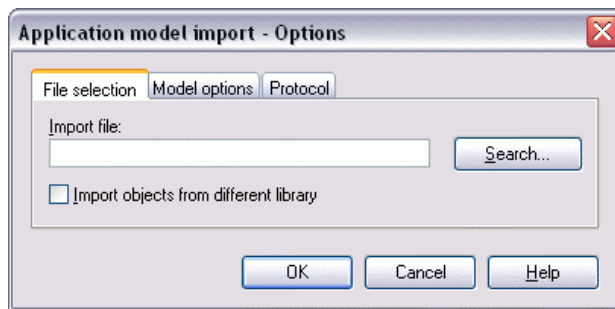 Application model import - Options
File selection Model options Protocol
Import file:
Search...
Import objects from different library
OK Cancel Help